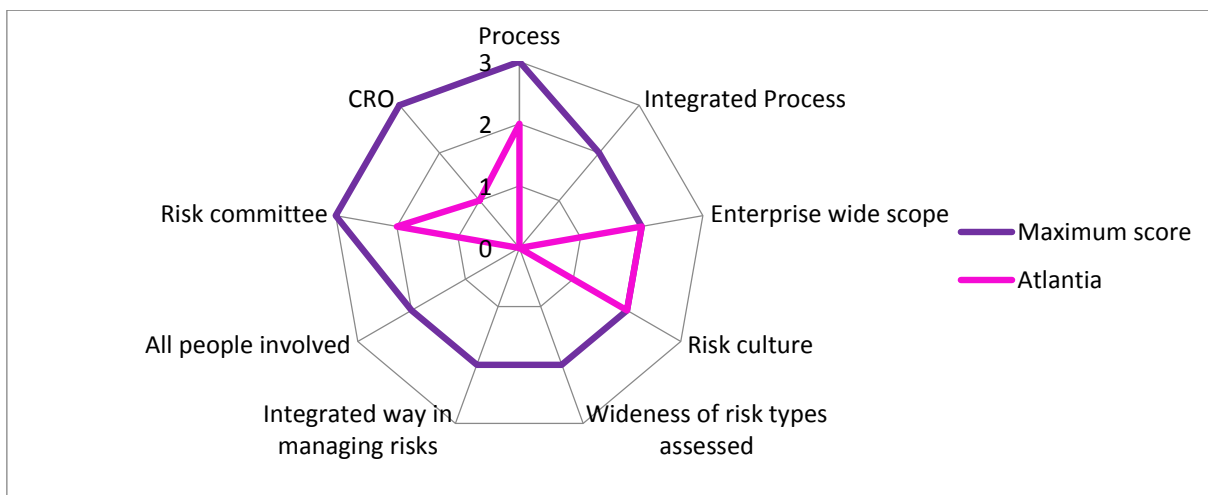 Process
3
CRO
Integrated Process
2
1
Risk committee
Enterprise wide scope
Maximum score
0
Atlantia
All people involved
Risk culture
Integrated way in
managing risks
Wideness of risk types
assessed